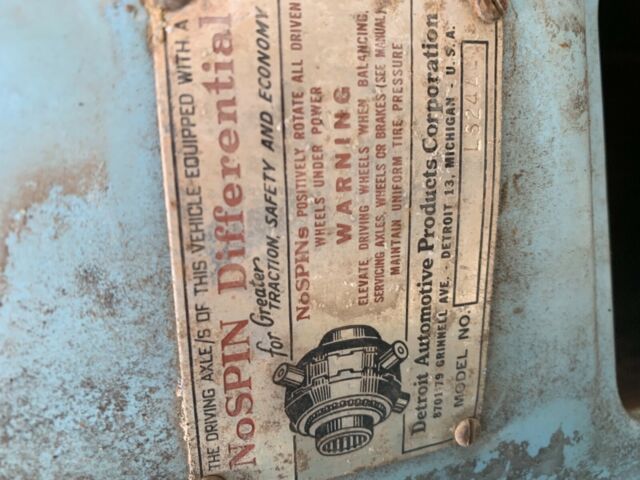 THE DRIVING AXLE/S OF THIS VEHICLE EQUIPPED WITH A
NoSPIN Differential
for Greater
TRACTION, SAFETY AND ECONOMY
NoSPINs POSITIVELY ROTATE ALL DRIVEN
WHEELS UNDER POWER
WARNING
ELEVATE DRIVING WHEELS WHEN BALANCING,
SERVICING AXLES, WHEELS OR BRAKES (SEE MANUAL)
MAINTAIN UNIFORM TIRE PRESSURE
Detroit Automotive Products Corporation
8701-79 GRINNELL AVE. - DETROIT 13, MICHIGAN - U.S.A.
MODEL NO.